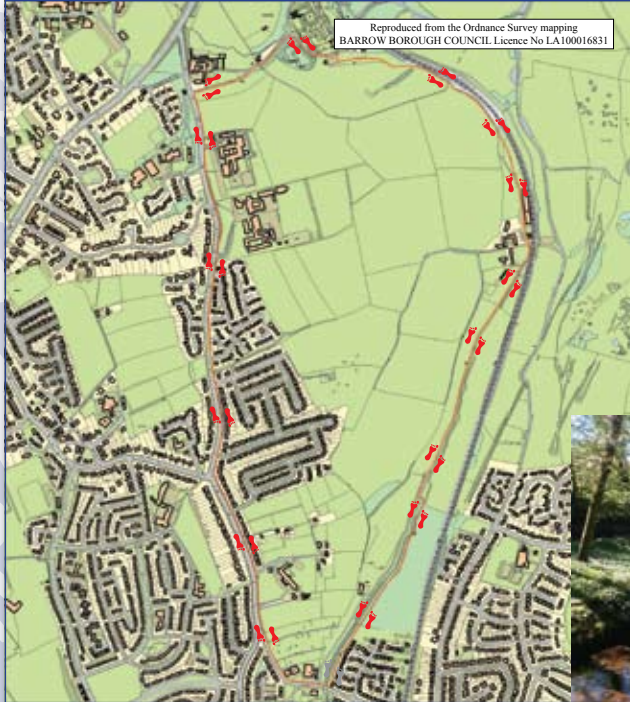 Reproduced from the Ordnance Survey mapping
BARROW BOROUGH COUNCIL Licence No LA100016831